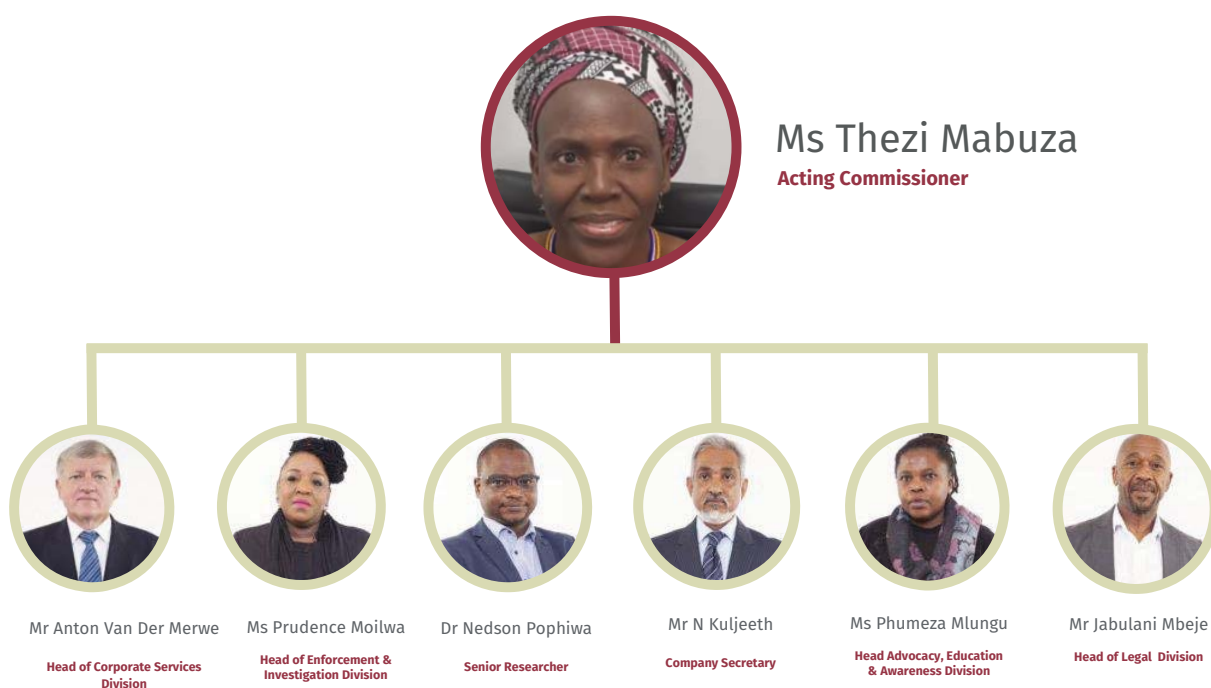 Ms Thezi Mabuza
Acting Commissioner
Mr Anton Van Der Merwe
Head of Corporate Services
Division
Ms Prudence Moilwa
Head of Enforcement &
Investigation Division
Dr Nedson Pophiwa
Senior Researcher
Mr N Kuljeeth
Company Secretary
Ms Phumeza Mlungu
Head Advocacy, Education
& Awareness Division
Mr Jabulani Mbeje
Head of Legal Division